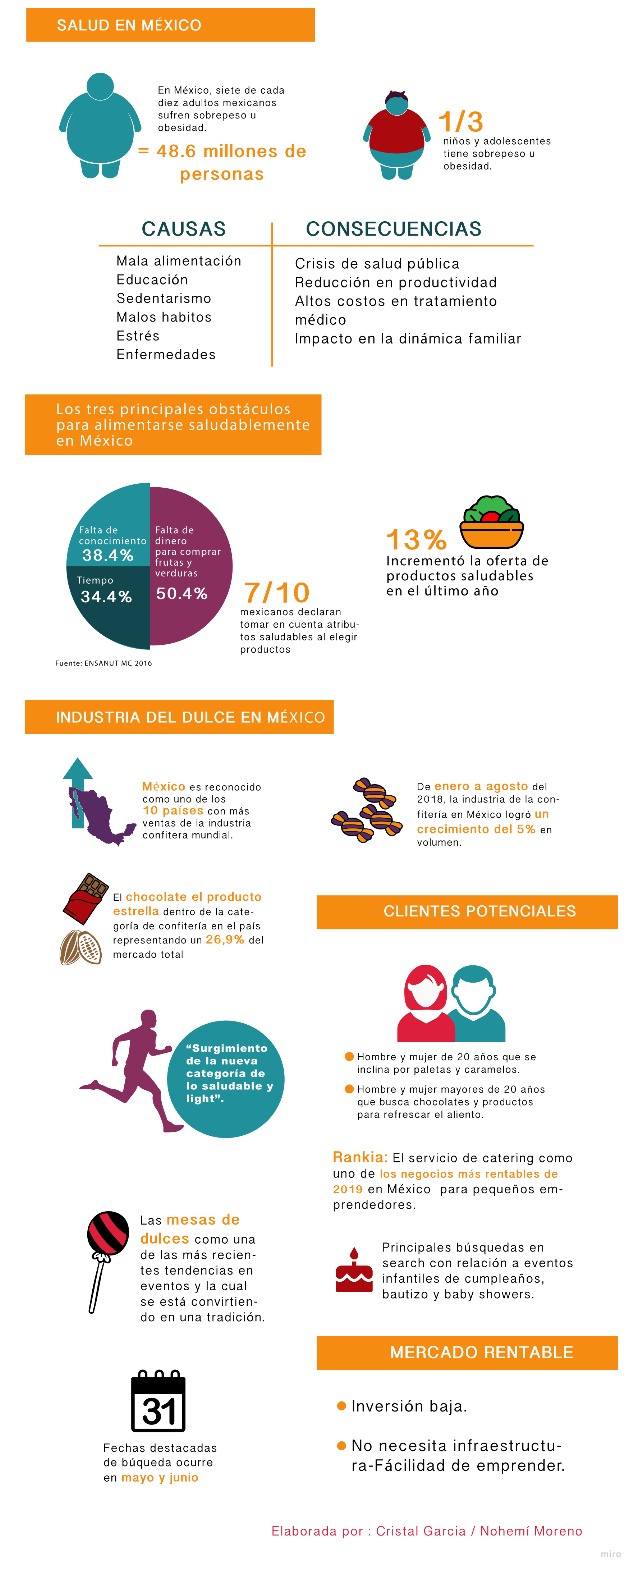 SALUD EN MÉXICO
En México, siete de cada
diez adultos mexicanos
sufren sobrepeso u
obesidad.
= 48.6 millones de
personas
1/3
niños y adolescentes
tiene sobrepeso u
obesidad.
CAUSAS
Mala alimentación
Educación
Sedentarismo
Malos habitos
Estrés
Enfermedades
CONSECUENCIAS
Crisis de salud pública
Reducción en productividad
Altos costos en tratamiento
médico
Impacto en la dinámica familiar
Los tres principales obstáculos
para alimentarse saludablemente
en México
Falta de
conocimiento
38.4%
Tiempo
34.4%
Falta de
dinero
para comprar
frutas y
verduras
50.4%
Fuente: ENSANUT MC 2016
7/10
mexicanos declaran
tomar en cuenta atribu-
tos saludables al elegir
productos
13%
Incrementó la oferta de
productos saludables
en el último año
INDUSTRIA DEL DULCE EN MÉXICO
México es reconocido
como uno de los
10 países con más
ventas de la industria
confitera mundial.
De enero a agosto del
2018, la industria de la con-
fitería en México logró un
crecimiento del 5% en
volumen.
El chocolate el producto
estrella dentro de la cate-
goría de confitería en el país
representando un 26,9% del
mercado total
"Surgimiento
de la nueva
categoría de
lo saludable y
light".
Las mesas de
dulces como una
de las más recien-
tes tendencias en
eventos y la cual
se está convirtien-
do en una tradición.
31
Fechas destacadas
de búqueda ocurre
en mayo y junio
CLIENTES POTENCIALES
Hombre y mujer de 20 años que se
inclina por paletas y caramelos.
Hombre y mujer mayores de 20 años
que busca chocolates y productos
para refrescar el aliento.
Rankia: El servicio de catering como
uno de los negocios más rentables de
2019 en México para pequeños em-
prendedores.
Principales búsquedas en
search con relación a eventos
infantiles de cumpleaños,
bautizo y baby showers.
MERCADO RENTABLE
Inversión baja.
No necesita infraestructu-
ra-Fácilidad de emprender.
Elaborada por : Cristal Garcia / Nohemí Moreno
miro